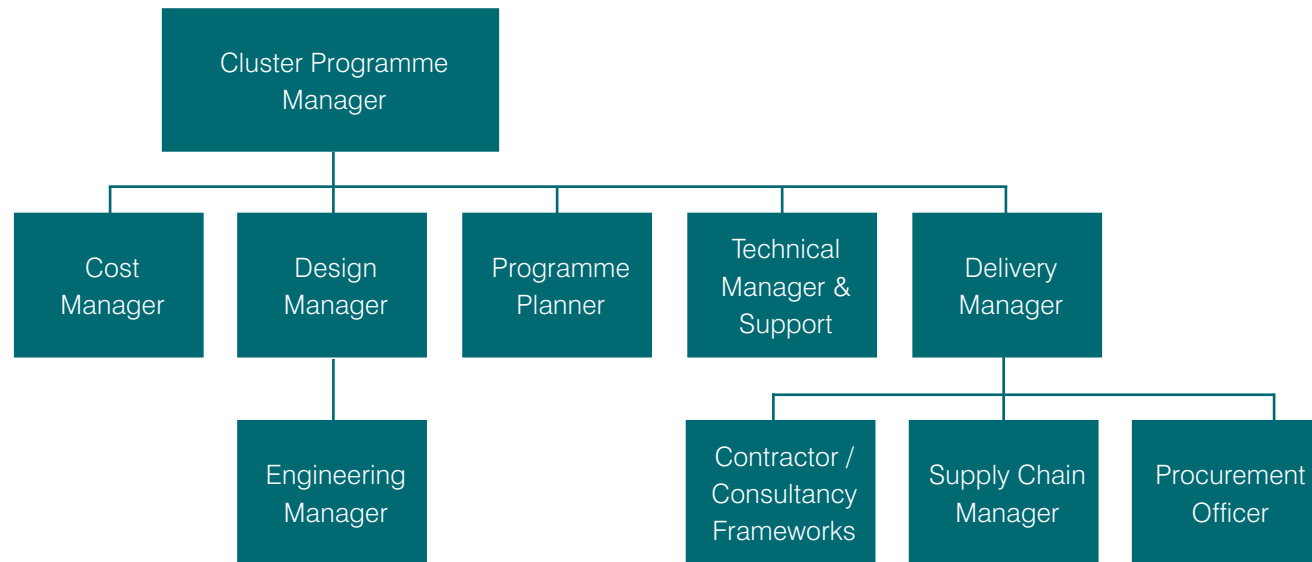 Cluster Programme
Manager
Cost
Manager
Design
Manager
Programme
Planner
Technical
Manager &
Support
Delivery
Manager
Engineering
Manager
Contractor /
Consultancy
Frameworks
Supply Chain
Manager
Procurement
Officer